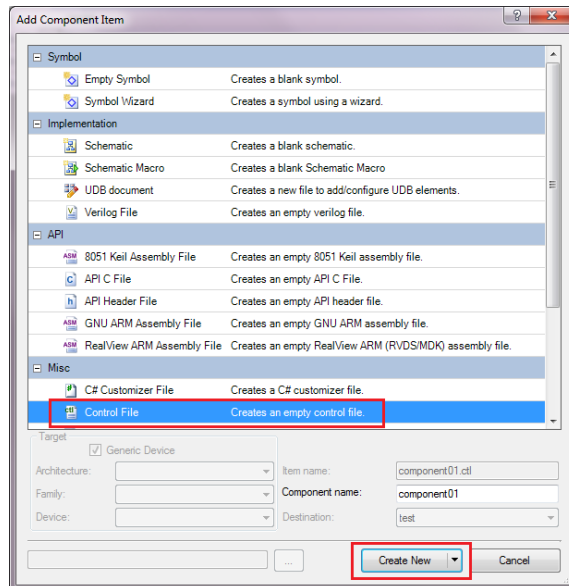 Add Component Item
Symbol
Empty Symbol Creates a blank symbol.
Symbol Wizard Creates a symbol using a wizard.
Implementation
Schematic Creates a blank schematic.
Schematic Macro Creates a blank Schematic Macro
UDB document Creates a new file to add/configure UDB elements.
Verilog File Creates an empty verilog file.
API
ASM 8051 Keil Assembly File Creates an empty 8051 Keil assembly file.
c API C File Creates an empty API C File.
h API Header File Creates an empty API header file.
ASM GNU ARM Assembly File Creates an empty GNU ARM assembly file.
ASM RealView ARM Assembly File Creates an empty RealView ARM (RVDS/MDK) assembly file.
Misc
C# Customizer File Creates a C# customizer file.
ctl Control File Creates an empty control file.
Target
Generic Device
Architecture: Item name: component01.ctl
Family: Component name: component01
Device: Destination: test
... Create New Cancel